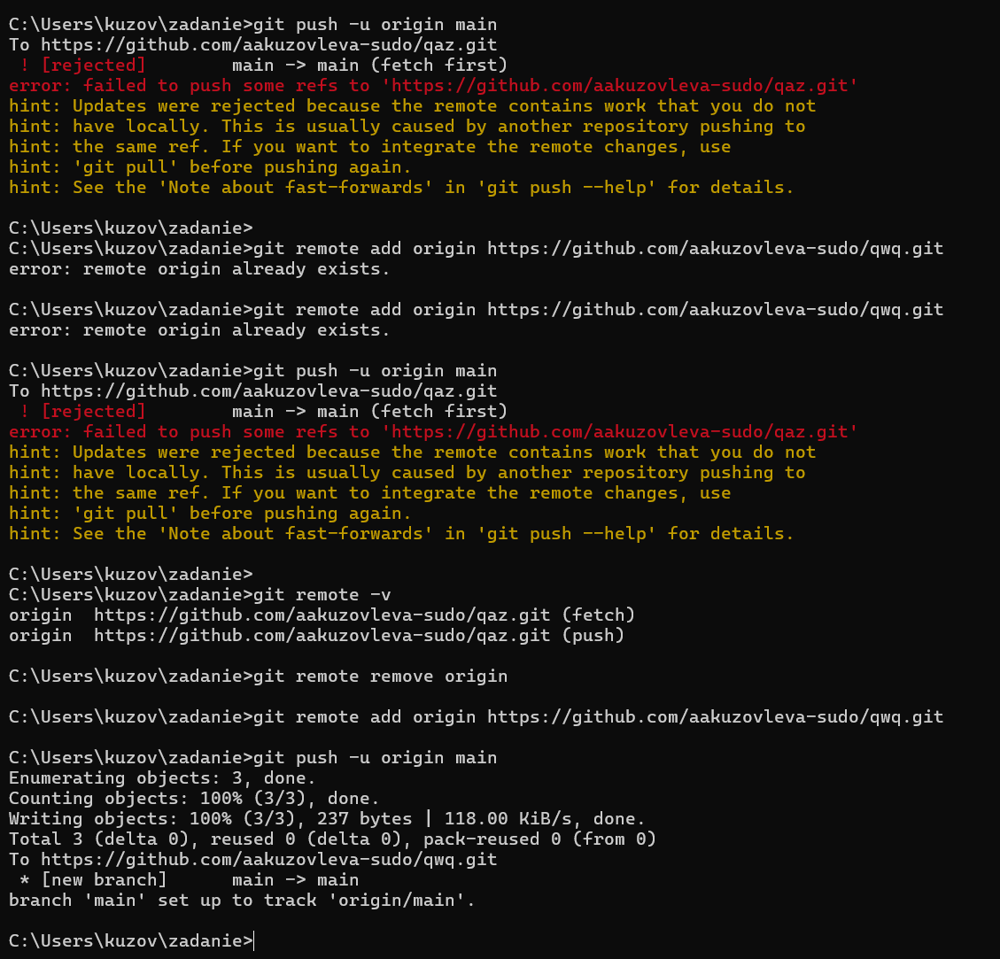 C:\Users\kuzov\zadanie>git push -u origin main
To https://github.com/aakuzovleva-sudo/qaz.git
 ! [rejected]        main -> main (fetch first)
error: failed to push some refs to 'https://github.com/aakuzovleva-sudo/qaz.git'
hint: Updates were rejected because the remote contains work that you do not
hint: have locally. This is usually caused by another repository pushing to
hint: the same ref. If you want to integrate the remote changes, use
hint: 'git pull' before pushing again.
hint: See the 'Note about fast-forwards' in 'git push --help' for details.

C:\Users\kuzov\zadanie>
C:\Users\kuzov\zadanie>git remote add origin https://github.com/aakuzovleva-sudo/qwq.git
error: remote origin already exists.

C:\Users\kuzov\zadanie>git remote add origin https://github.com/aakuzovleva-sudo/qwq.git
error: remote origin already exists.

C:\Users\kuzov\zadanie>git push -u origin main
To https://github.com/aakuzovleva-sudo/qaz.git
 ! [rejected]        main -> main (fetch first)
error: failed to push some refs to 'https://github.com/aakuzovleva-sudo/qaz.git'
hint: Updates were rejected because the remote contains work that you do not
hint: have locally. This is usually caused by another repository pushing to
hint: the same ref. If you want to integrate the remote changes, use
hint: 'git pull' before pushing again.
hint: See the 'Note about fast-forwards' in 'git push --help' for details.

C:\Users\kuzov\zadanie>
C:\Users\kuzov\zadanie>git remote -v
origin  https://github.com/aakuzovleva-sudo/qaz.git (fetch)
origin  https://github.com/aakuzovleva-sudo/qaz.git (push)

C:\Users\kuzov\zadanie>git remote remove origin

C:\Users\kuzov\zadanie>git remote add origin https://github.com/aakuzovleva-sudo/qwq.git

C:\Users\kuzov\zadanie>git push -u origin main
Enumerating objects: 3, done.
Counting objects: 100% (3/3), done.
Writing objects: 100% (3/3), 237 bytes | 118.00 KiB/s, done.
Total 3 (delta 0), reused 0 (delta 0), pack-reused 0 (from 0)
To https://github.com/aakuzovleva-sudo/qwq.git
 * [new branch]      main -> main
branch 'main' set up to track 'origin/main'.

C:\Users\kuzov\zadanie>